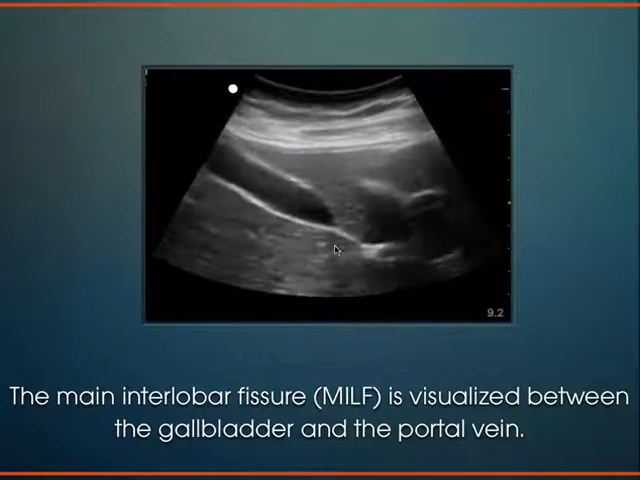 9.2
The main interlobar fissure (MILF) is visualized between
the gallbladder and the portal vein.